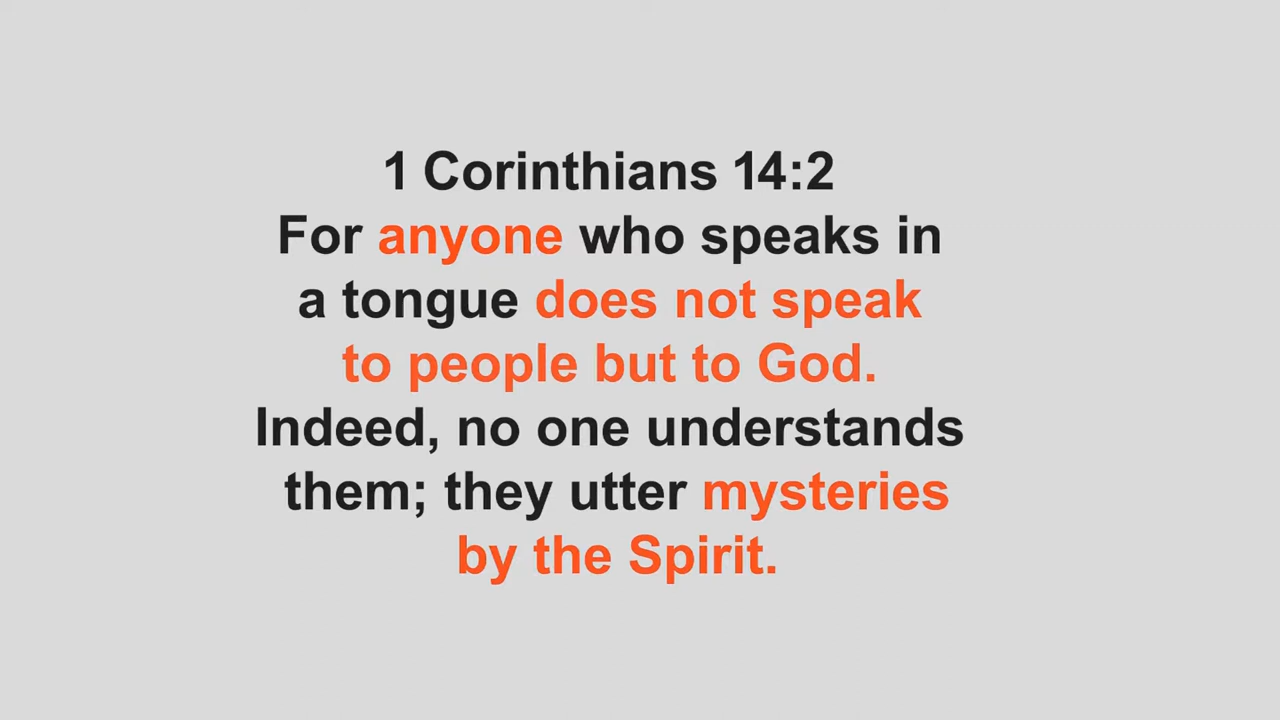 1 Corinthians 14:2
For anyone who speaks in
a tongue does not speak
to people but to God.
Indeed, no one understands
them; they utter mysteries
by the Spirit.